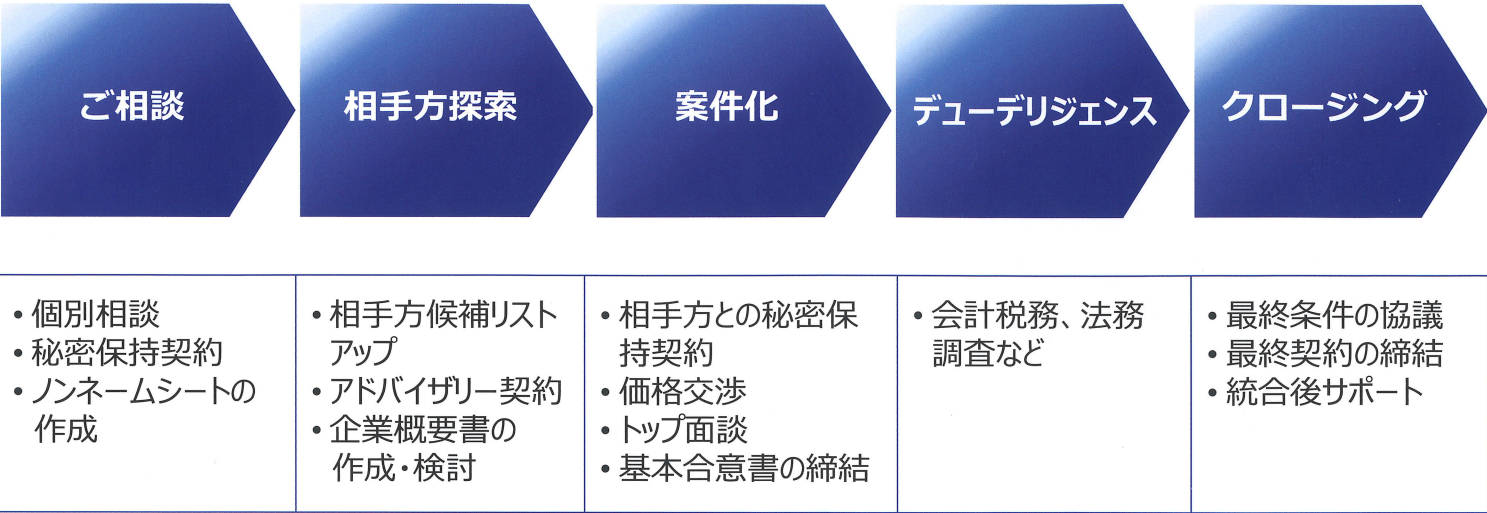 ご相談
相手方探索
案件化
デューデリジェンス
クロージング
• 個別相談
• 秘密保持契約
• ノンネームシートの
作成
• 相手方候補リスト
アップ
• アドバイザリー契約
• 企業概要書の
作成・検討
• 相手方との秘密保
持契約
• 価格交渉
• トップ面談
• 基本合意書の締結
• 会計税務、法務
調査など
• 最終条件の協議
• 最終契約の締結
• 統合後サポート